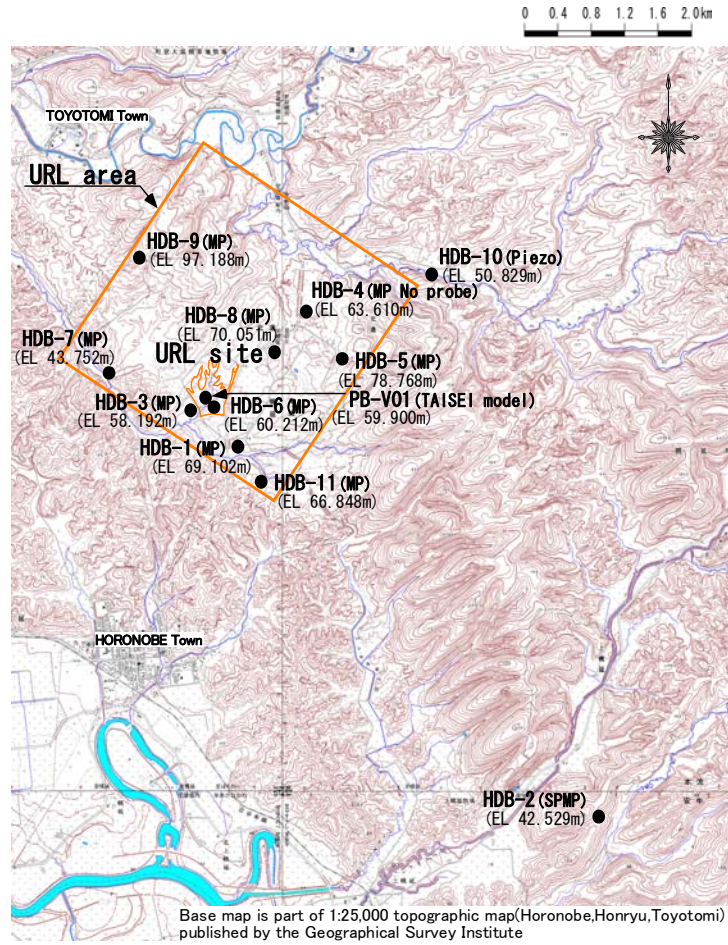 0 0.4 0.8 1.2 1.6 2.0km
TOYOTOMI Town
URL area
HDB-9(MP)
(EL 97.188m)
HDB-10(Piezo)
(EL 50.829m)
HDB-4(MP No probe)
(EL 63.610m)
HDB-8(MP)
(EL 70.051m)
HDB-7(MP)
(EL 43.752m)
URL site
HDB-5(MP)
(EL 78.768m)
PB-V01(TAISEI model)
(EL 59.900m)
HDB-3(MP)
(EL 58.192m)
HDB-6(MP)
(EL 60.212m)
HDB-1(MP)
(EL 69.102m)
HDB-11(MP)
(EL 66.848m)
HORONOBE Town
HDB-2(SPMP)
(EL 42.529m)
Base map is part of 1:25,000 topographic map(Horonobe,Honryu,Toyotomi)
published by the Geographical Survey Institute